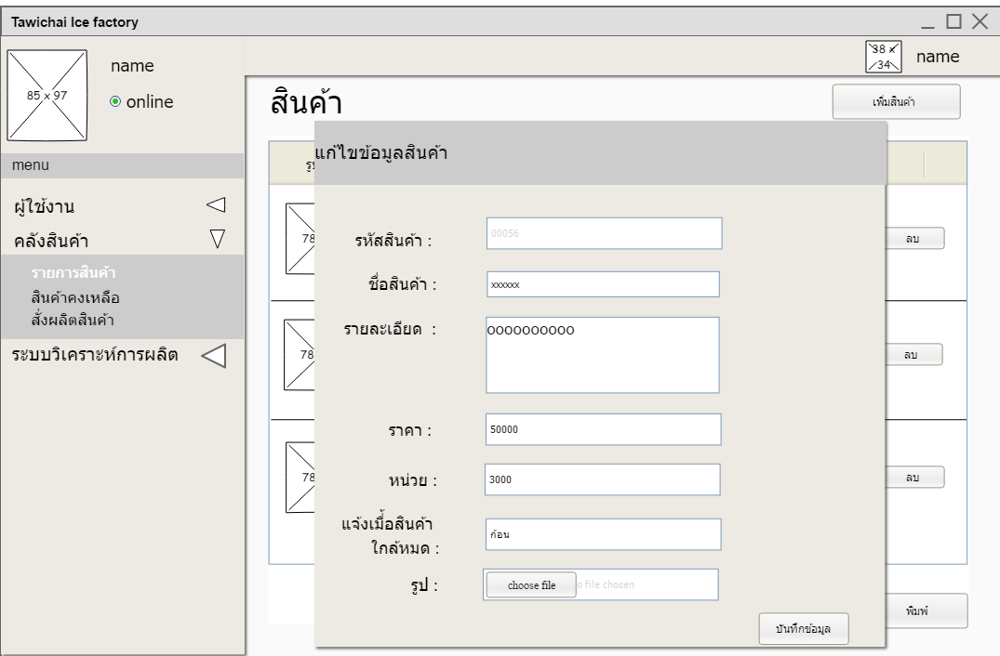 Tawichai Ice factory
38 x 34
name
85 x 97
name
online
menu
ผู้ใช้งาน
คลังสินค้า
รายการสินค้า
สินค้าคงเหลือ
สั่งผลิตสินค้า
ระบบวิเคราะห์การผลิต
สินค้า
เพิ่มสินค้า
แก้ไขข้อมูลสินค้า
รหัสสินค้า :
00056
ชื่อสินค้า :
xxxxxx
รายละเอียด :
OOOOOOOOOO
ราคา :
50000
หน่วย :
3000
แจ้งเมื่อสินค้า
ใกล้หมด :
ก้อน
รูป :
choose file
o file chosen
บันทึกข้อมูล
78
ลบ
78
ลบ
78
ลบ
พิมพ์